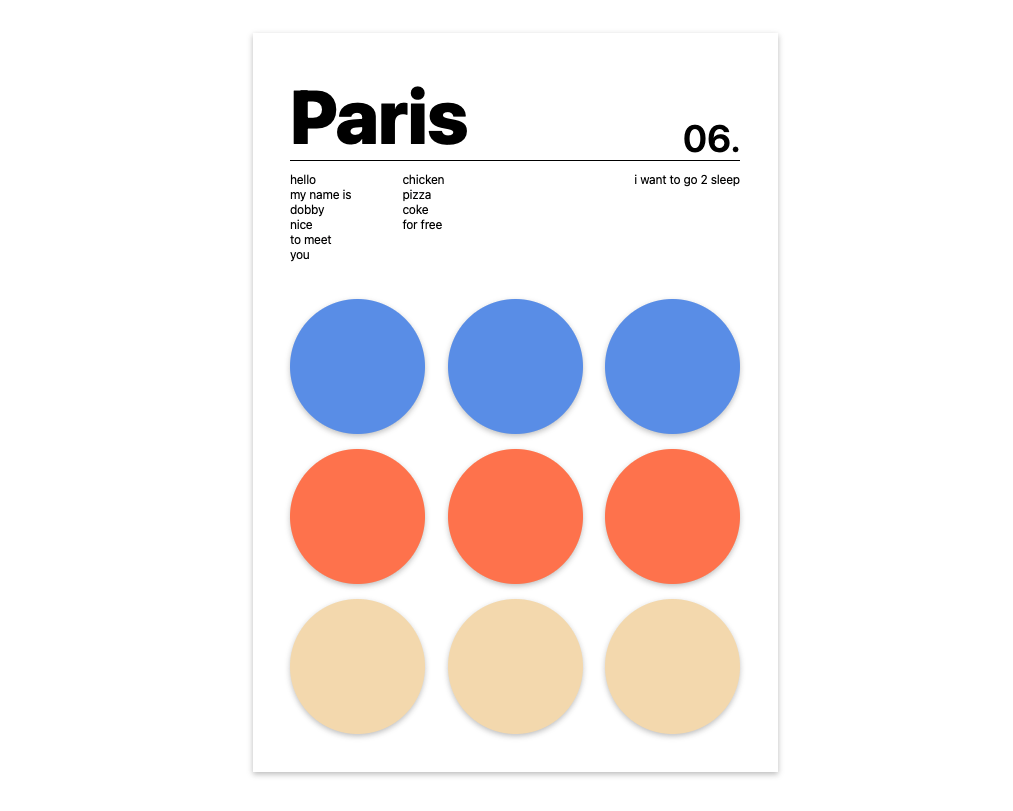 Paris
06.
hello
my name is
dobby
nice
to meet
you
chicken
pizza
coke
for free
i want to go 2 sleep